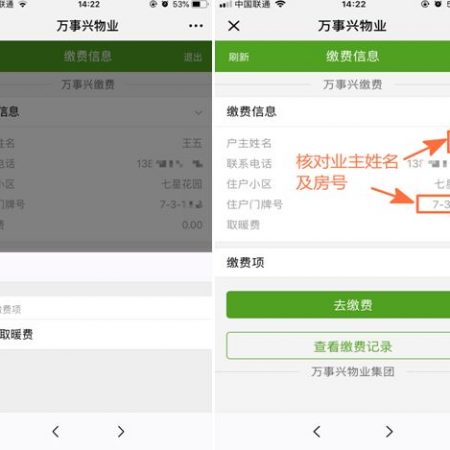 联通
14:22
53%
万事兴物业
缴费信息
退出
万事兴缴费
信息
姓名
王五
电话
138
小区
七星花园
门牌号
7-3-1
费
0.00
缴费项
取暖费
中国联通
14:22
万事兴物业
刷新
缴费信息
万事兴缴费
缴费信息
户主姓名
联系电话
138
核对业主姓名
及房号
住户小区
七星
住户门牌号
7-3
取暖费
缴费项
去缴费
查看缴费记录
万事兴物业集团